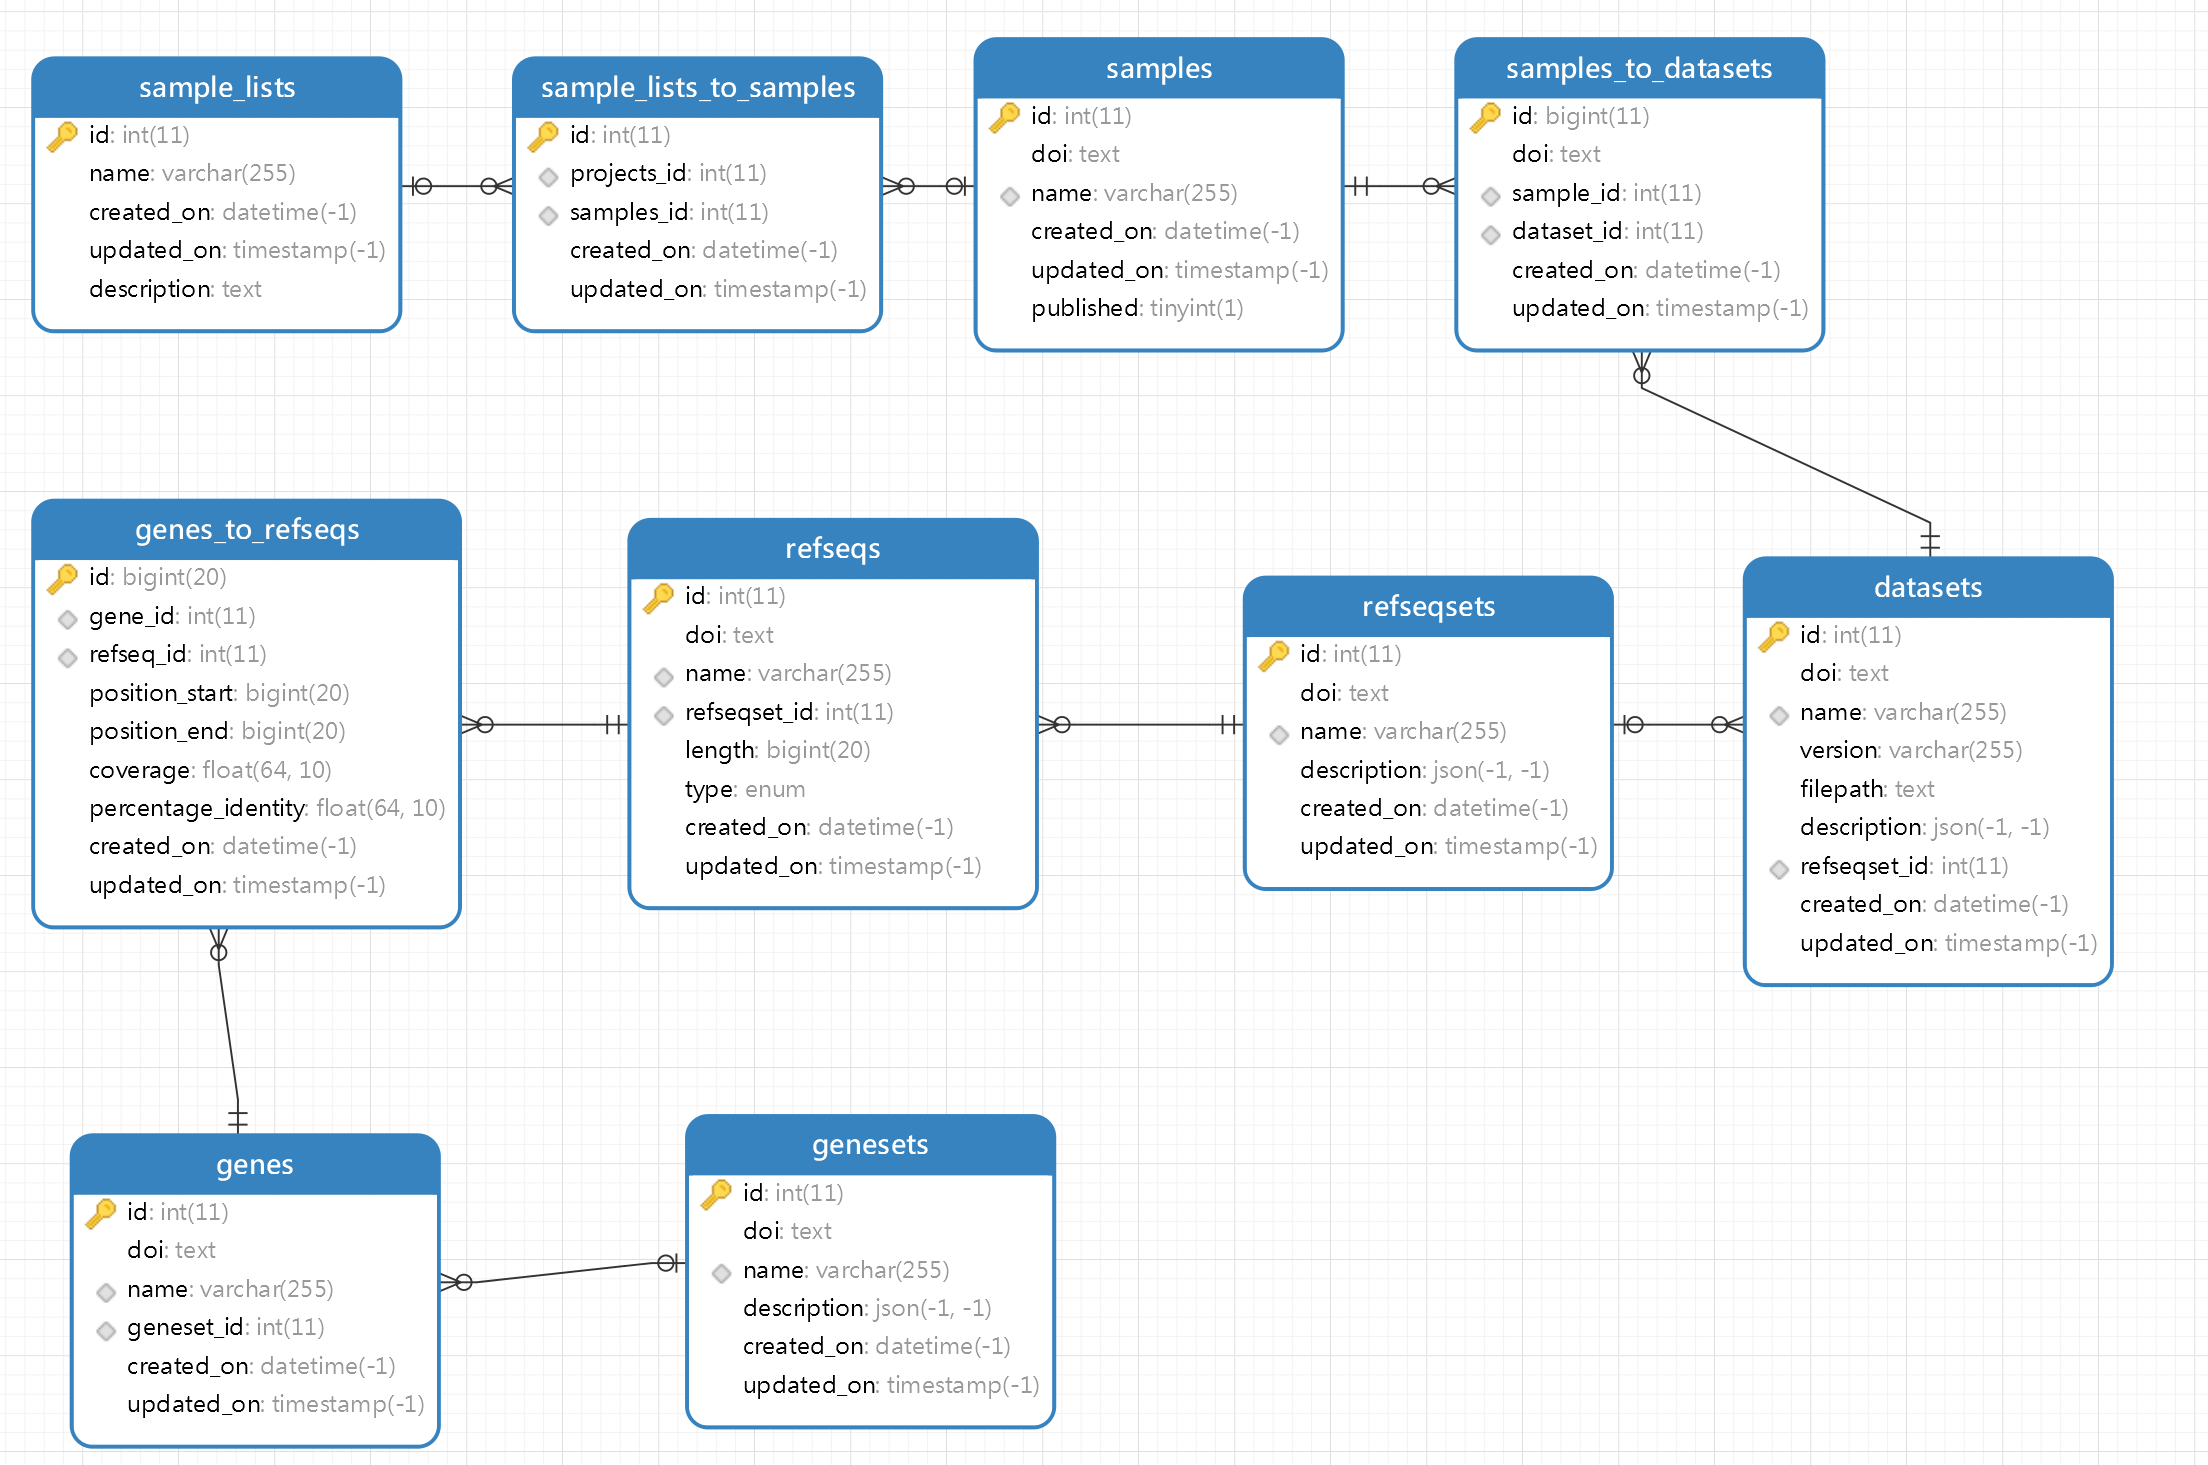 sample_lists
id: int(11)
name: varchar(255)
created_on: datetime(-1)
updated_on: timestamp(-1)
description: text
sample_lists_to_samples
id: int(11)
projects_id: int(11)
samples_id: int(11)
created_on: datetime(-1)
updated_on: timestamp(-1)
samples
id: int(11)
doi: text
name: varchar(255)
created_on: datetime(-1)
updated_on: timestamp(-1)
published: tinyint(1)
samples_to_datasets
id: bigint(11)
doi: text
sample_id: int(11)
dataset_id: int(11)
created_on: datetime(-1)
updated_on: timestamp(-1)
genes_to_refseqs
id: bigint(20)
gene_id: int(11)
refseq_id: int(11)
position_start: bigint(20)
position_end: bigint(20)
coverage: float(64, 10)
percentage_identity: float(64, 10)
created_on: datetime(-1)
updated_on: timestamp(-1)
refseqs
id: int(11)
doi: text
name: varchar(255)
refseqset_id: int(11)
length: bigint(20)
type: enum
created_on: datetime(-1)
updated_on: timestamp(-1)
refseqsets
id: int(11)
doi: text
name: varchar(255)
description: json(-1, -1)
created_on: datetime(-1)
updated_on: timestamp(-1)
datasets
id: int(11)
doi: text
name: varchar(255)
version: varchar(255)
filepath: text
description: json(-1, -1)
refseqset_id: int(11)
created_on: datetime(-1)
updated_on: timestamp(-1)
genes
id: int(11)
doi: text
name: varchar(255)
geneset_id: int(11)
created_on: datetime(-1)
updated_on: timestamp(-1)
genesets
id: int(11)
doi: text
name: varchar(255)
description: json(-1, -1)
created_on: datetime(-1)
updated_on: timestamp(-1)